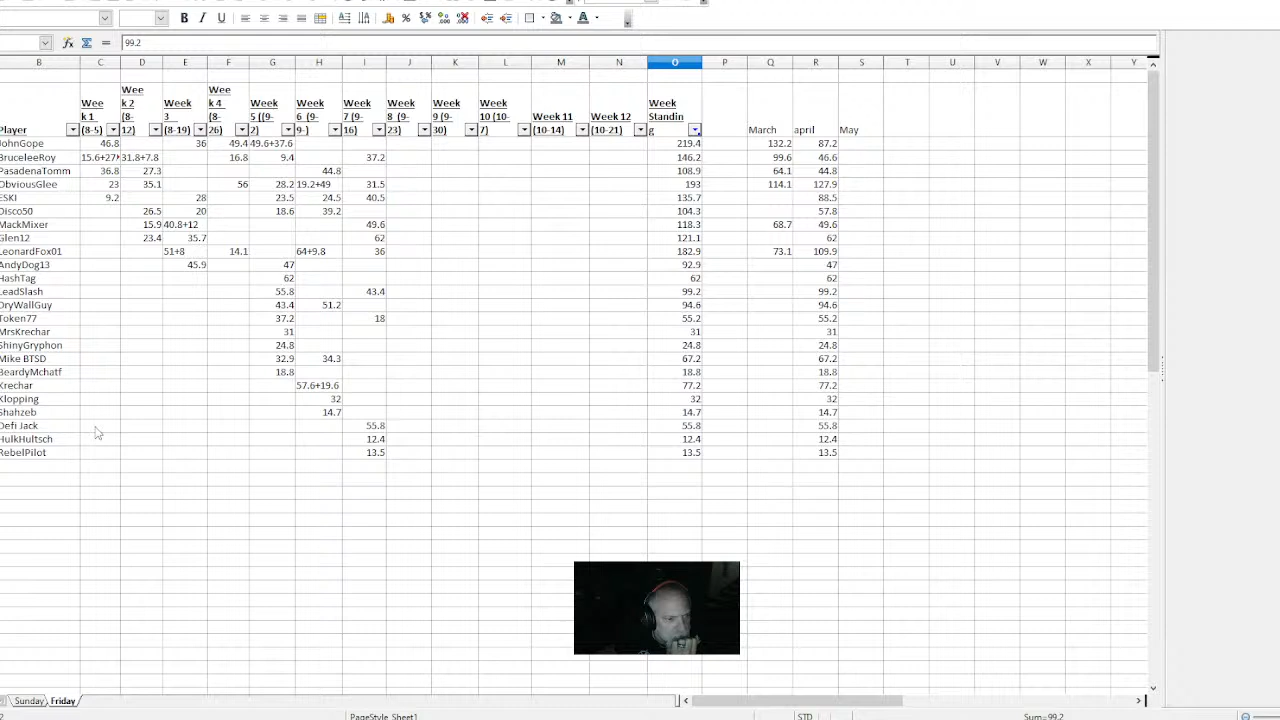 99.2
B C D E F G H I J K L M N O P Q R S T U V W X Y
Player Wee k 1 (8-5) Wee k 2 (8- 12) Week 3 (8-19) Wee k 4 (8- 26) Week 5 ((9- 2) Week 6 (9- 9-) Week 7 (9- 16) Week 8 (9- 23) Week 9 (9- 30) Week 10 (10- 7) Week 11 (10-14) Week 12 (10-21) Week Standin g March april May
JohnGope 46.8 36 49.4 49.6+37.6 219.4 132.2 87.2
BruceleeRoy 15.6+27 31.8+7.8 16.8 9.4 37.2 146.2 99.6 46.6
PasadenaTomm 36.8 27.3 44.8 108.9 64.1 44.8
ObviousGlee 23 35.1 56 28.2 19.2+49 31.5 193 114.1 127.9
ESKI 9.2 28 23.5 24.5 40.5 135.7 88.5
Disco50 26.5 20 18.6 39.2 104.3 57.8
MackMixer 15.9 40.8+12 49.6 118.3 68.7 49.6
Glen12 23.4 35.7 62 121.1 62
LeonardFox01 51+8 14.1 64+9.8 36 182.9 73.1 109.9
AndyDog13 45.9 47 92.9 47
HashTag 62 62 62
LeadSlash 55.8 43.4 99.2 99.2
DryWallGuy 43.4 51.2 94.6 94.6
Token77 37.2 18 55.2 55.2
MrsKrechar 31 31 31
ShinyGryphon 24.8 24.8 24.8
Mike BTSD 32.9 34.3 67.2 67.2
BeardyMchatf 18.8 18.8 18.8
Krechar 57.6+19.6 77.2 77.2
Klopping 32 32 32
Shahzeb 14.7 14.7 14.7
Defi Jack 55.8 55.8 55.8
HulkHultsch 12.4 12.4 12.4
RebelPilot 13.5 13.5 13.5
Sunday Friday
PageStyle_Sheet1 STD Sum=99.2